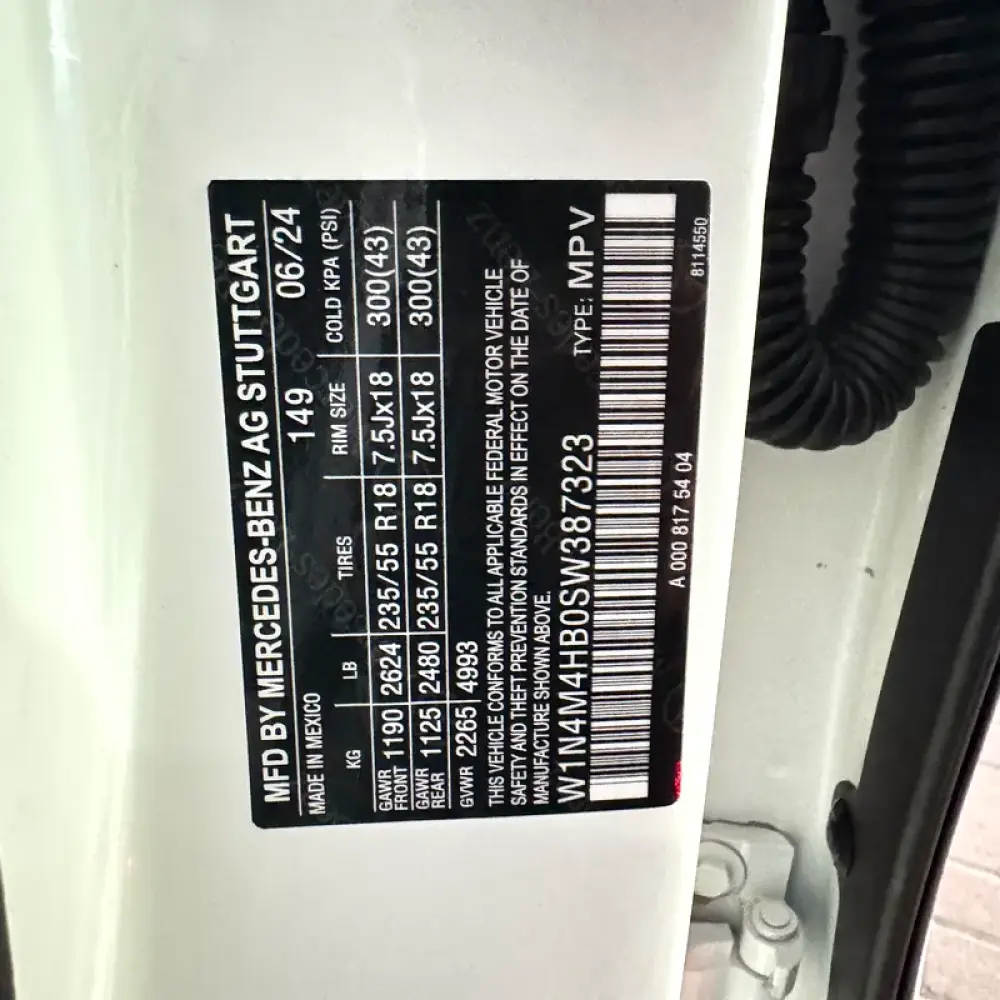 MFD BY MERCEDES-BENZ AG STUTTGART
MADE IN MEXICO 149 06/24
KG LB TIRES RIM SIZE COLD KPA (PSI)
GAWR FRONT 1190 2624 235/55 R18 7.5Jx18 300(43)
GAWR REAR 1125 2480 235/55 R18 7.5Jx18 300(43)
GVWR 2265 4993
THIS VEHICLE CONFORMS TO ALL APPLICABLE FEDERAL MOTOR VEHICLE
SAFETY AND THEFT PREVENTION STANDARDS IN EFFECT ON THE DATE OF
MANUFACTURE SHOWN ABOVE.
W1N4M4HB0SW387323 TYPE: MPV
A 000 817 54 04 8114550